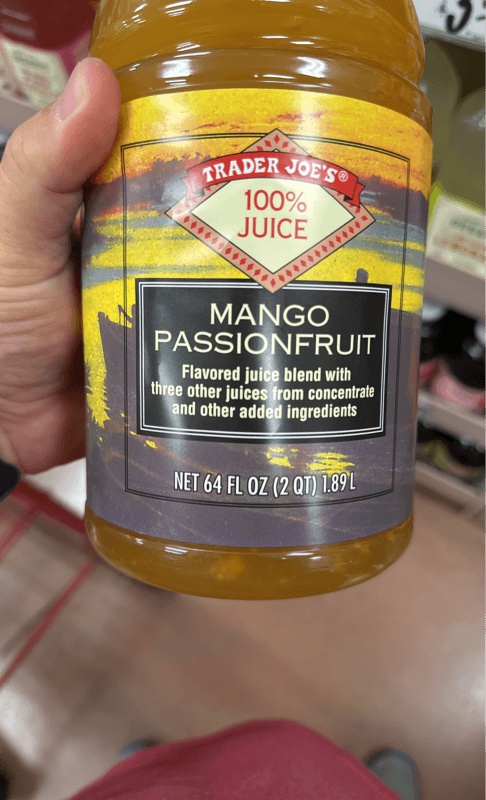 TRADER JOE'S®
100%
JUICE
MANGO
PASSIONFRUIT
Flavored juice blend with
three other juices from concentrate
and other added ingredients
NET 64 FL OZ (2 QT) 1.89 L